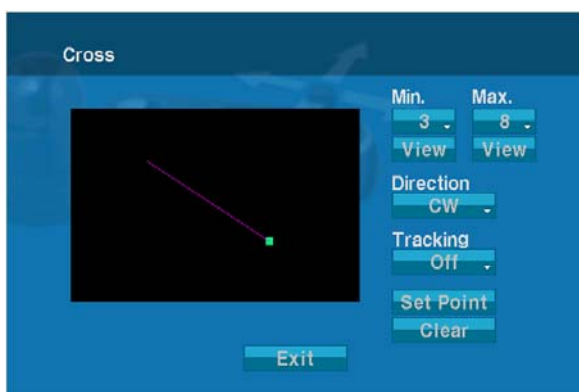 Cross
Min. Max.
3 8
View View
Direction
CW
Tracking
Off
Set Point
Clear
Exit